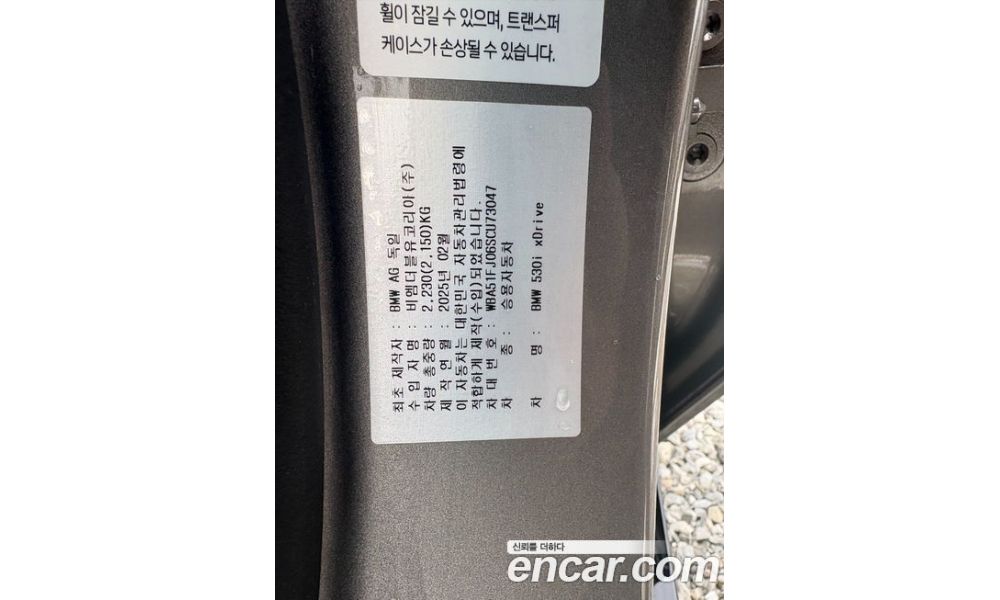 휠이 잠길 수 있으며, 트랜스퍼
케이스가 손상될 수 있습니다.
최초 제작자 : BMW AG 독일
수 입 자 명 : 비엠더블유코리아(주)
차량 총중량 : 2,230(2,150)KG
제 작 연 월 : 2025년 02월
이 자동차는 대한민국 자동차관리법령에
적합하게 제작(수입)되었습니다.
차 대 번 호 : WBA51FJ06SCU73047
차 종 : 승용자동차
차 명 : BMW 530i xDrive
신뢰를 더하다
encar.com